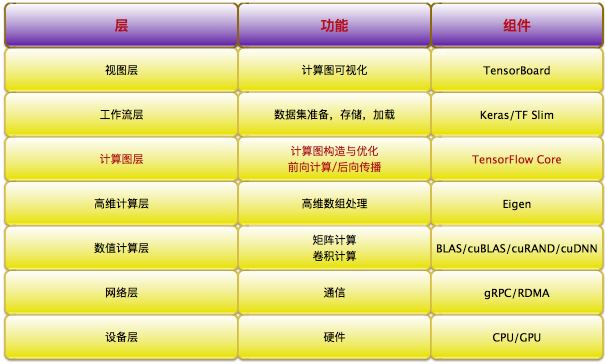 层 功能 组件
视图层 计算图可视化 TensorBoard
工作流层 数据集准备，存储，加载 Keras/TF Slim
计算图层 计算图构造与优化 TensorFlow Core
前向计算/后向传播
高维计算层 高维数组处理 Eigen
数值计算层 矩阵计算 BLAS/cuBLAS/cuRAND/cuDNN
卷积计算
网络层 通信 gRPC/RDMA
设备层 硬件 CPU/GPU